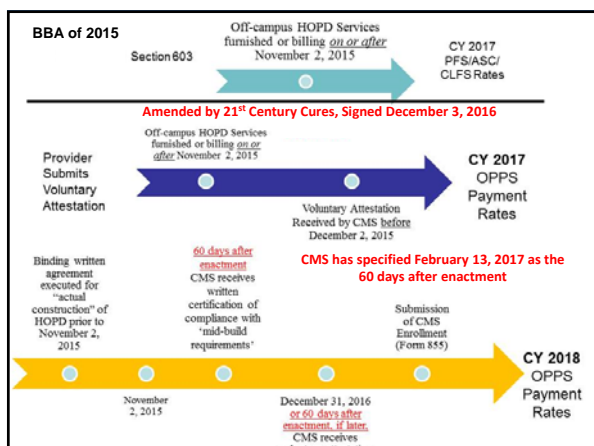 BBA of 2015
Section 603
Off-campus HOPD Services
furnished or billing on or after
November 2, 2015
CY 2017
PFS/ASC/
CLFS Rates
Amended by 21st Century Cures, Signed December 3, 2016
Provider
Submits
Voluntary
Attestation
Off-campus HOPD Services
furnished or billing on or
after November 2, 2015
Voluntary Attestation
Received by CMS before
December 2, 2015
CY 2017
OPPS
Payment
Rates
CMS has specified February 13, 2017 as the
60 days after enactment
Binding written
agreement
executed for
"actual
construction" of
HOPD prior to
November 2,
2015
60 days after
enactment
CMS receives
written
certification of
compliance with
'mid-build
requirements'
Submission
of CMS
Enrollment
(Form 855)
November
2, 2015
December 31, 2016
or 60 days after
enactment, if later,
CMS receives
CY 2018
OPPS
Payment
Rates